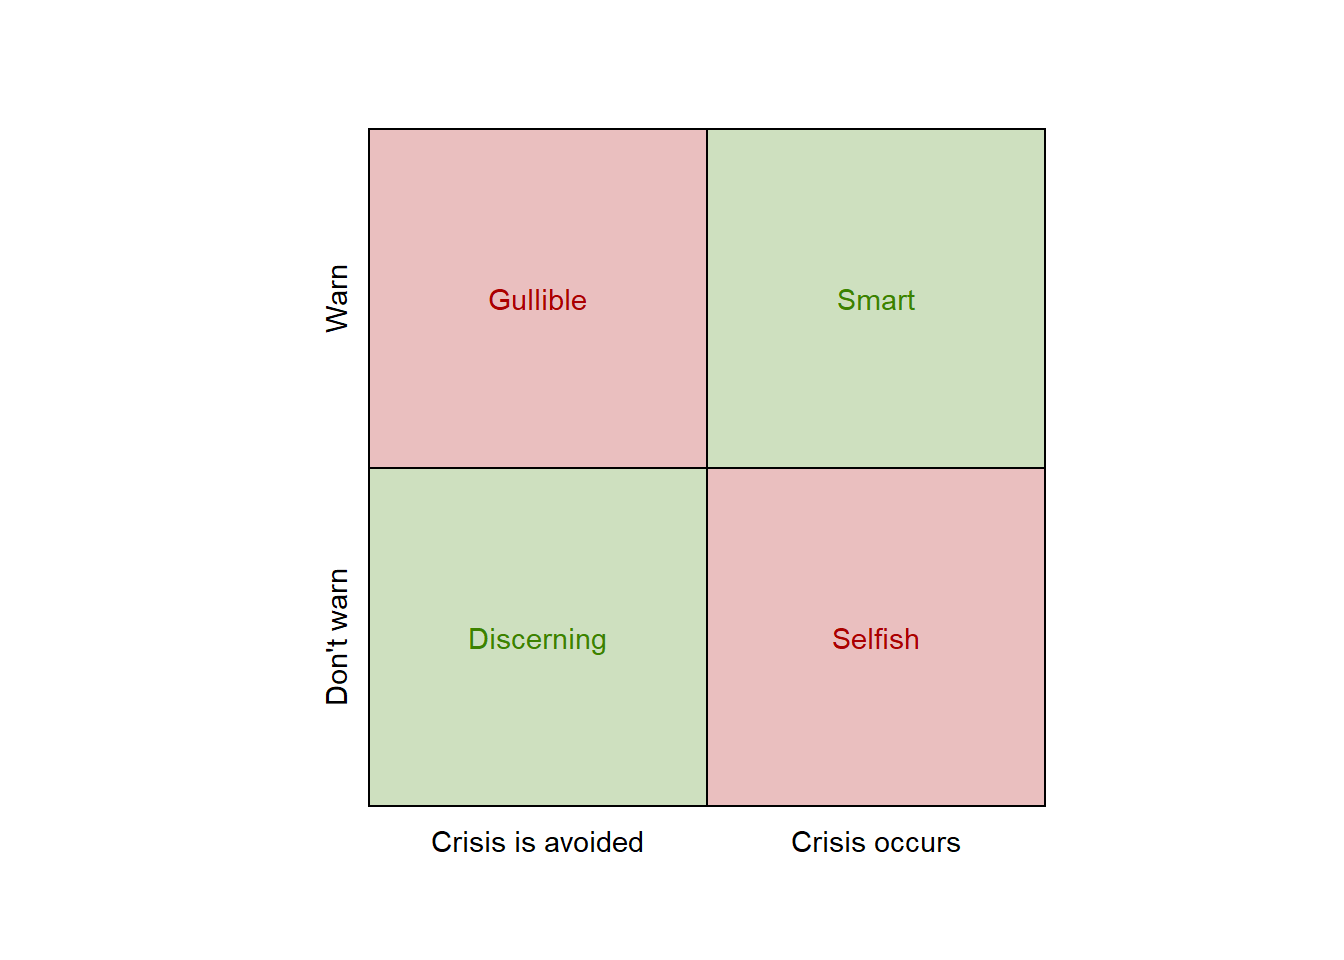 Warn
Gullible
Smart
Don't warn
Discerning
Selfish
Crisis is avoided
Crisis occurs